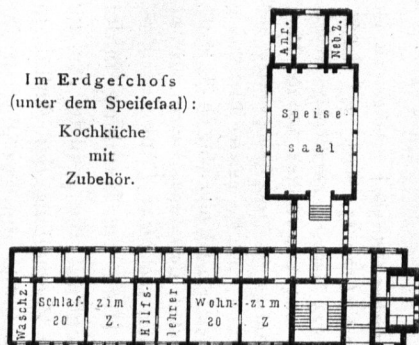 Im Erdgeſchoſs
(unter dem Speiſeſaal):
Kochküche
mit
Zubehör.
Anr.
Neb.Z.
Speise-
saal
Waschz.
Schlaf-
20
zim
Z.
Hilfs-
lehrer
Wohn-
20
-zim.
Z